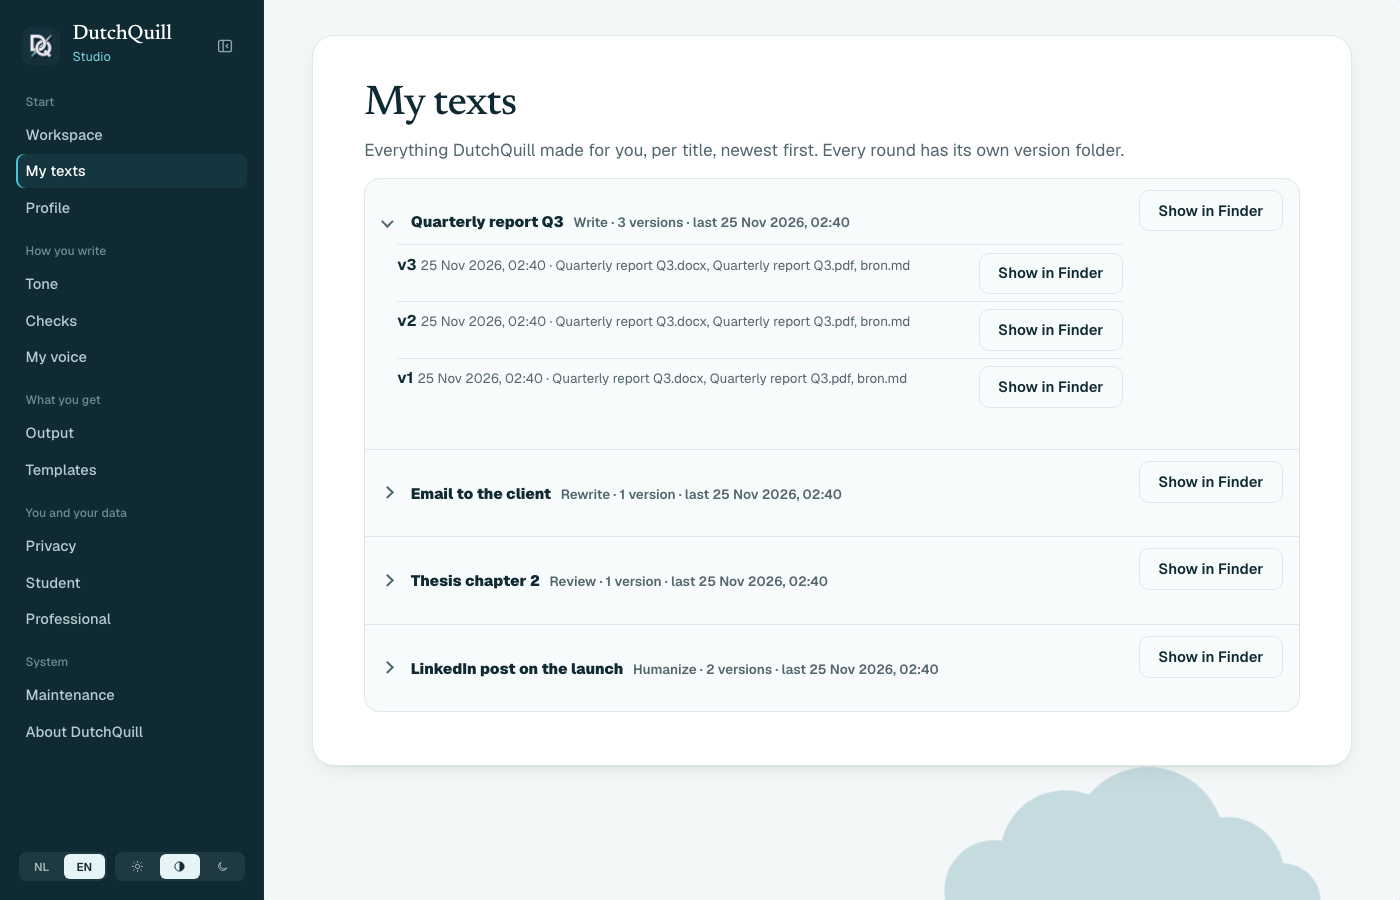 DutchQuill
Studio
Start
Workspace
My texts
Profile
How you write
Tone
Checks
My voice
What you get
Output
Templates
You and your data
Privacy
Student
Professional
System
Maintenance
About DutchQuill
NL EN
My texts
Everything DutchQuill made for you, per title, newest first. Every round has its own version folder.
Quarterly report Q3 Write · 3 versions · last 25 Nov 2026, 02:40 Show in Finder
v3 25 Nov 2026, 02:40 · Quarterly report Q3.docx, Quarterly report Q3.pdf, bron.md Show in Finder
v2 25 Nov 2026, 02:40 · Quarterly report Q3.docx, Quarterly report Q3.pdf, bron.md Show in Finder
v1 25 Nov 2026, 02:40 · Quarterly report Q3.docx, Quarterly report Q3.pdf, bron.md Show in Finder
Email to the client Rewrite · 1 version · last 25 Nov 2026, 02:40 Show in Finder
Thesis chapter 2 Review · 1 version · last 25 Nov 2026, 02:40 Show in Finder
LinkedIn post on the launch Humanize · 2 versions · last 25 Nov 2026, 02:40 Show in Finder